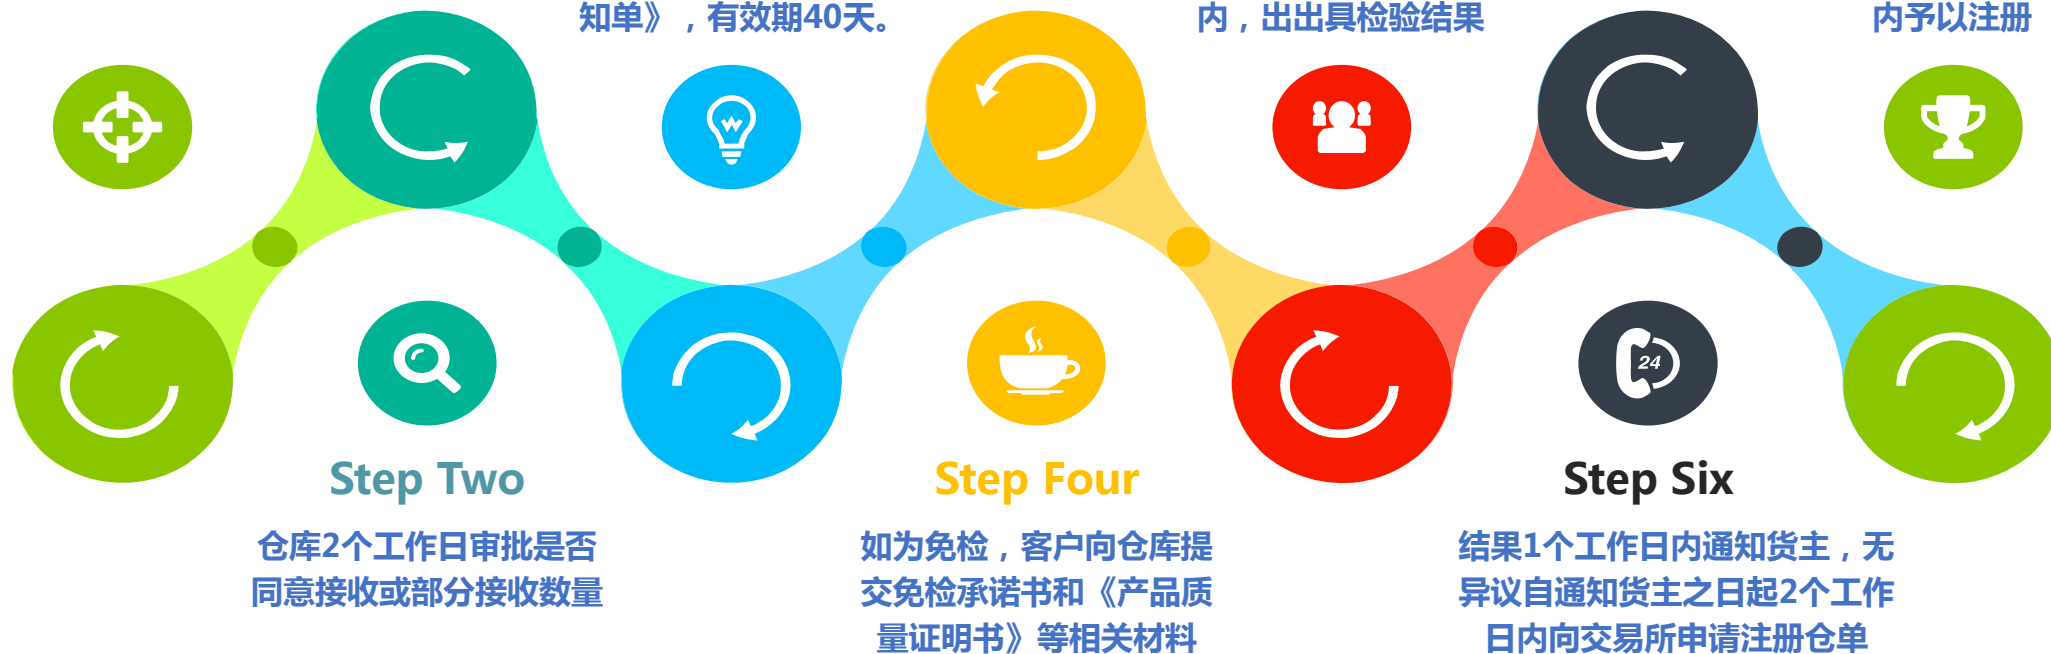 知单》，有效期40天。
内，出出具检验结果
内予以注册
24
Step Two
仓库2个工作日审批是否
同意接收或部分接收数量
Step Four
如为免检，客户向仓库提
交免检承诺书和《产品质
量证明书》等相关材料
Step Six
结果1个工作日内通知货主，无
异议自通知货主之日起2个工作
日内向交易所申请注册仓单